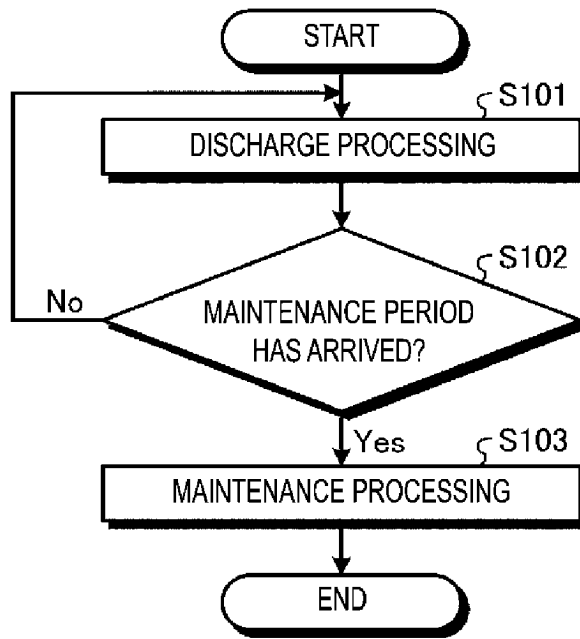 START
S101
DISCHARGE PROCESSING
S102
No
MAINTENANCE PERIOD
HAS ARRIVED?
Yes
S103
MAINTENANCE PROCESSING
END